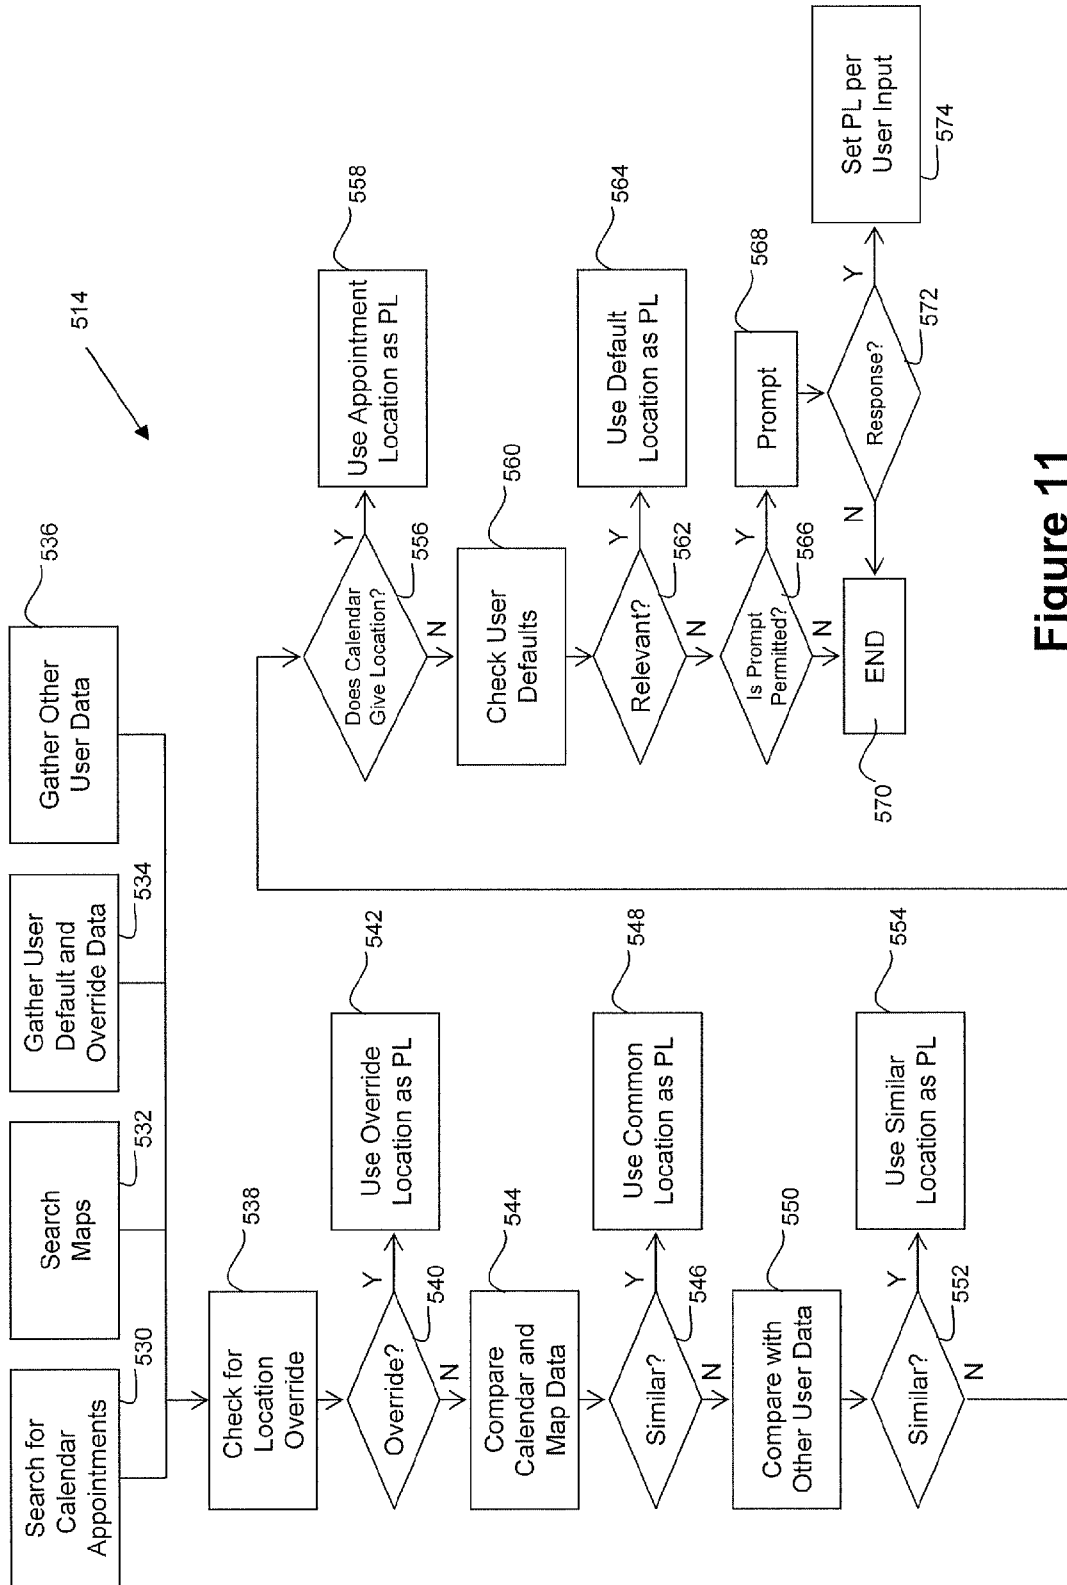 514
Search for
Calendar
Appointments
530
Search
Maps
532
Gather User
Default and
Override Data
534
Gather Other
User Data
536
Check for
Location
Override
538
Override?
540
Y
N
Use Override
Location as PL
542
Compare
Calendar and
Map Data
544
Similar?
546
Y
N
Use Common
Location as PL
548
Compare with
Other User Data
550
Similar?
552
Y
N
Use Similar
Location as PL
554
Does Calendar
Give Location?
556
Y
N
Use Appointment
Location as PL
558
Check User
Defaults
560
Relevant?
562
Y
N
Use Default
Location as PL
564
Is Prompt
Permitted?
566
Y
N
Prompt
568
END
570
Response?
572
N
Y
Set PL per
User Input
574
Figure 11